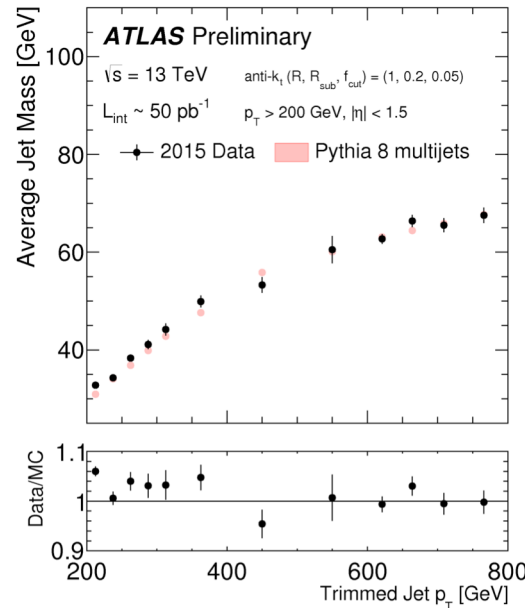 ATLAS Preliminary
√s = 13 TeV
anti-kt (R, Rsub, fcut) = (1, 0.2, 0.05)
Lint ~ 50 pb-1
pT > 200 GeV, |η| < 1.5
2015 Data
Pythia 8 multijets
Average Jet Mass [GeV]
100
80
60
40
Data/MC
1.1
1
0.9
200 400 600 800
Trimmed Jet pT [GeV]